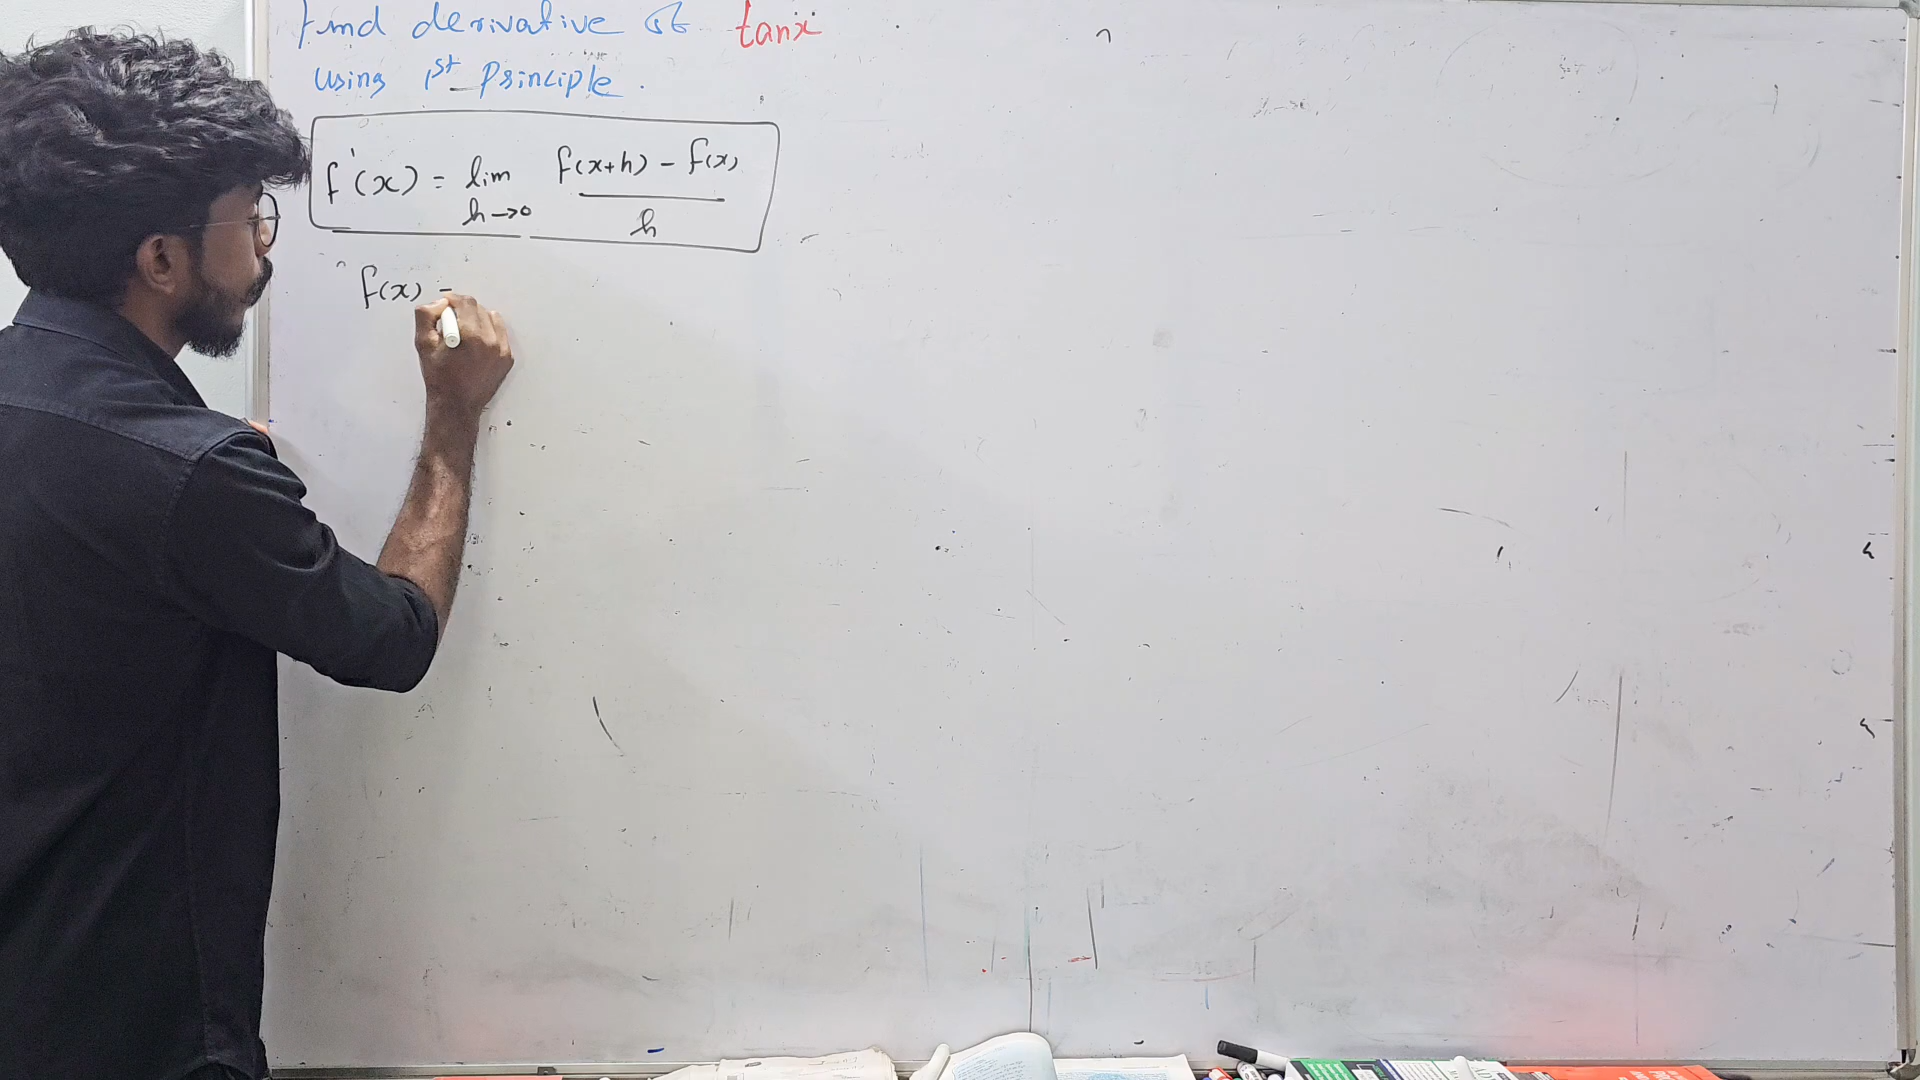 find derivative of tanx
using 1st Principle.
f'(x) = lim h→0 f(x+h) - f(x) / h
f(x) =